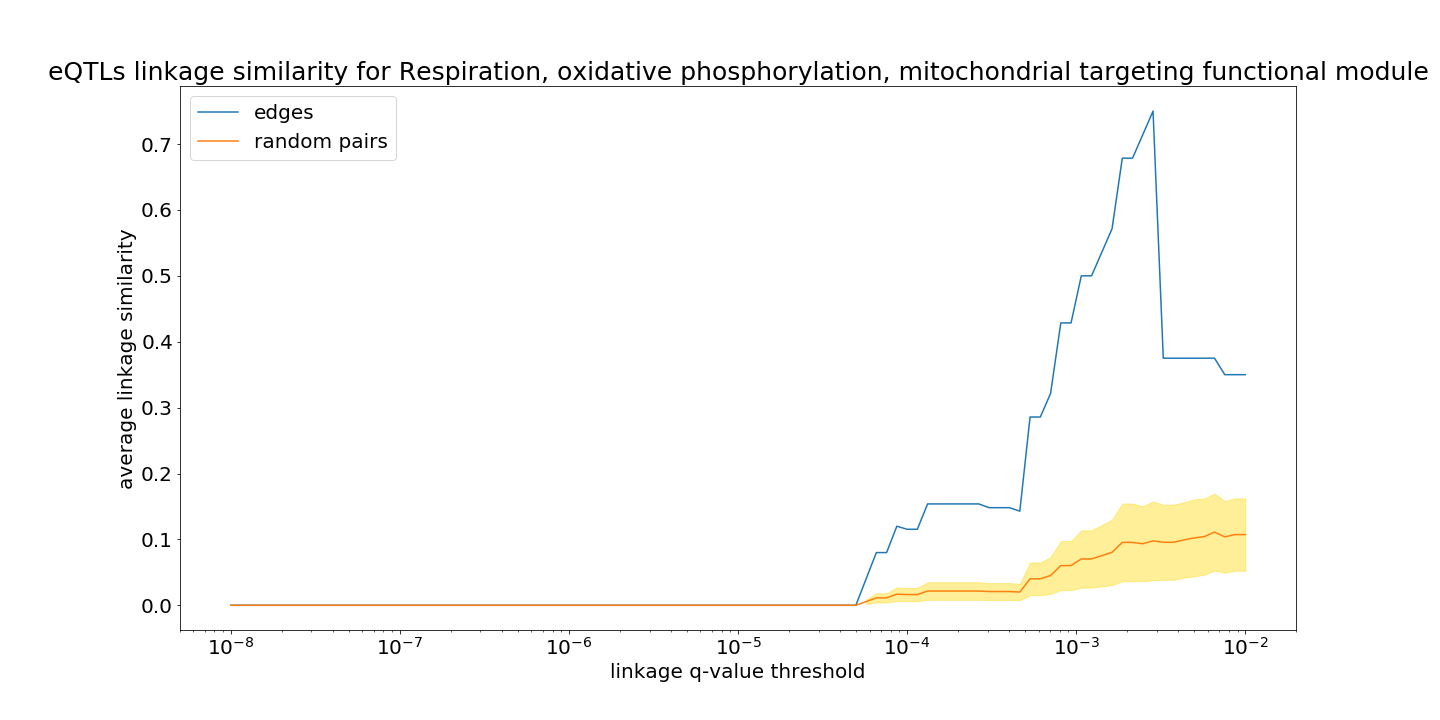 eQTLs linkage similarity for Respiration, oxidative phosphorylation, mitochondrial targeting functional module
edges
random pairs
average linkage similarity
0.7
0.6
0.5
0.4
0.3
0.2
0.1
0.0
10⁻⁸ 10⁻⁷ 10⁻⁶ 10⁻⁵ 10⁻⁴ 10⁻³ 10⁻²
linkage q-value threshold